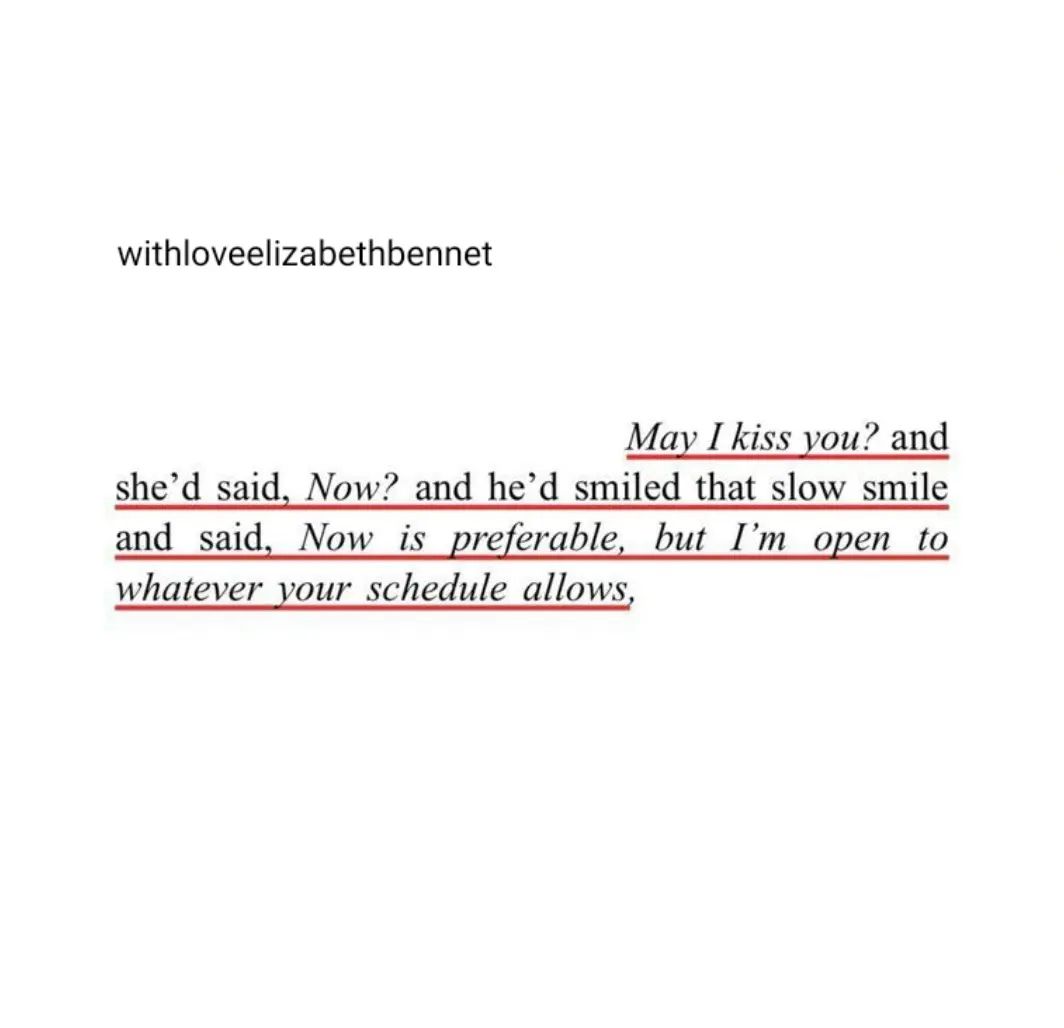 withloveelizabethbennet
May I kiss you? and
she’d said, Now? and he’d smiled that slow smile
and said, Now is preferable, but I’m open to
whatever your schedule allows,